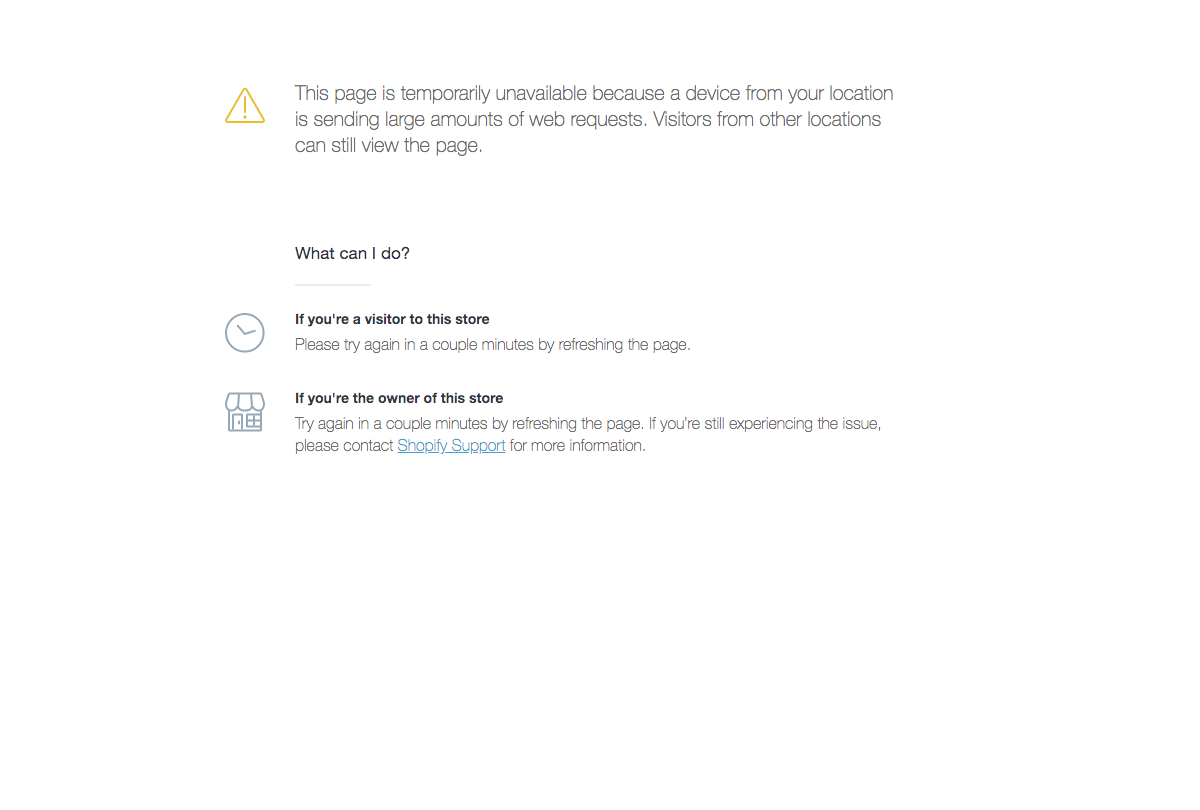 This page is temporarily unavailable because a device from your location
is sending large amounts of web requests. Visitors from other locations
can still view the page.
What can I do?
If you're a visitor to this store
Please try again in a couple minutes by refreshing the page.
If you're the owner of this store
Try again in a couple minutes by refreshing the page. If you're still experiencing the issue,
please contact Shopify Support for more information.